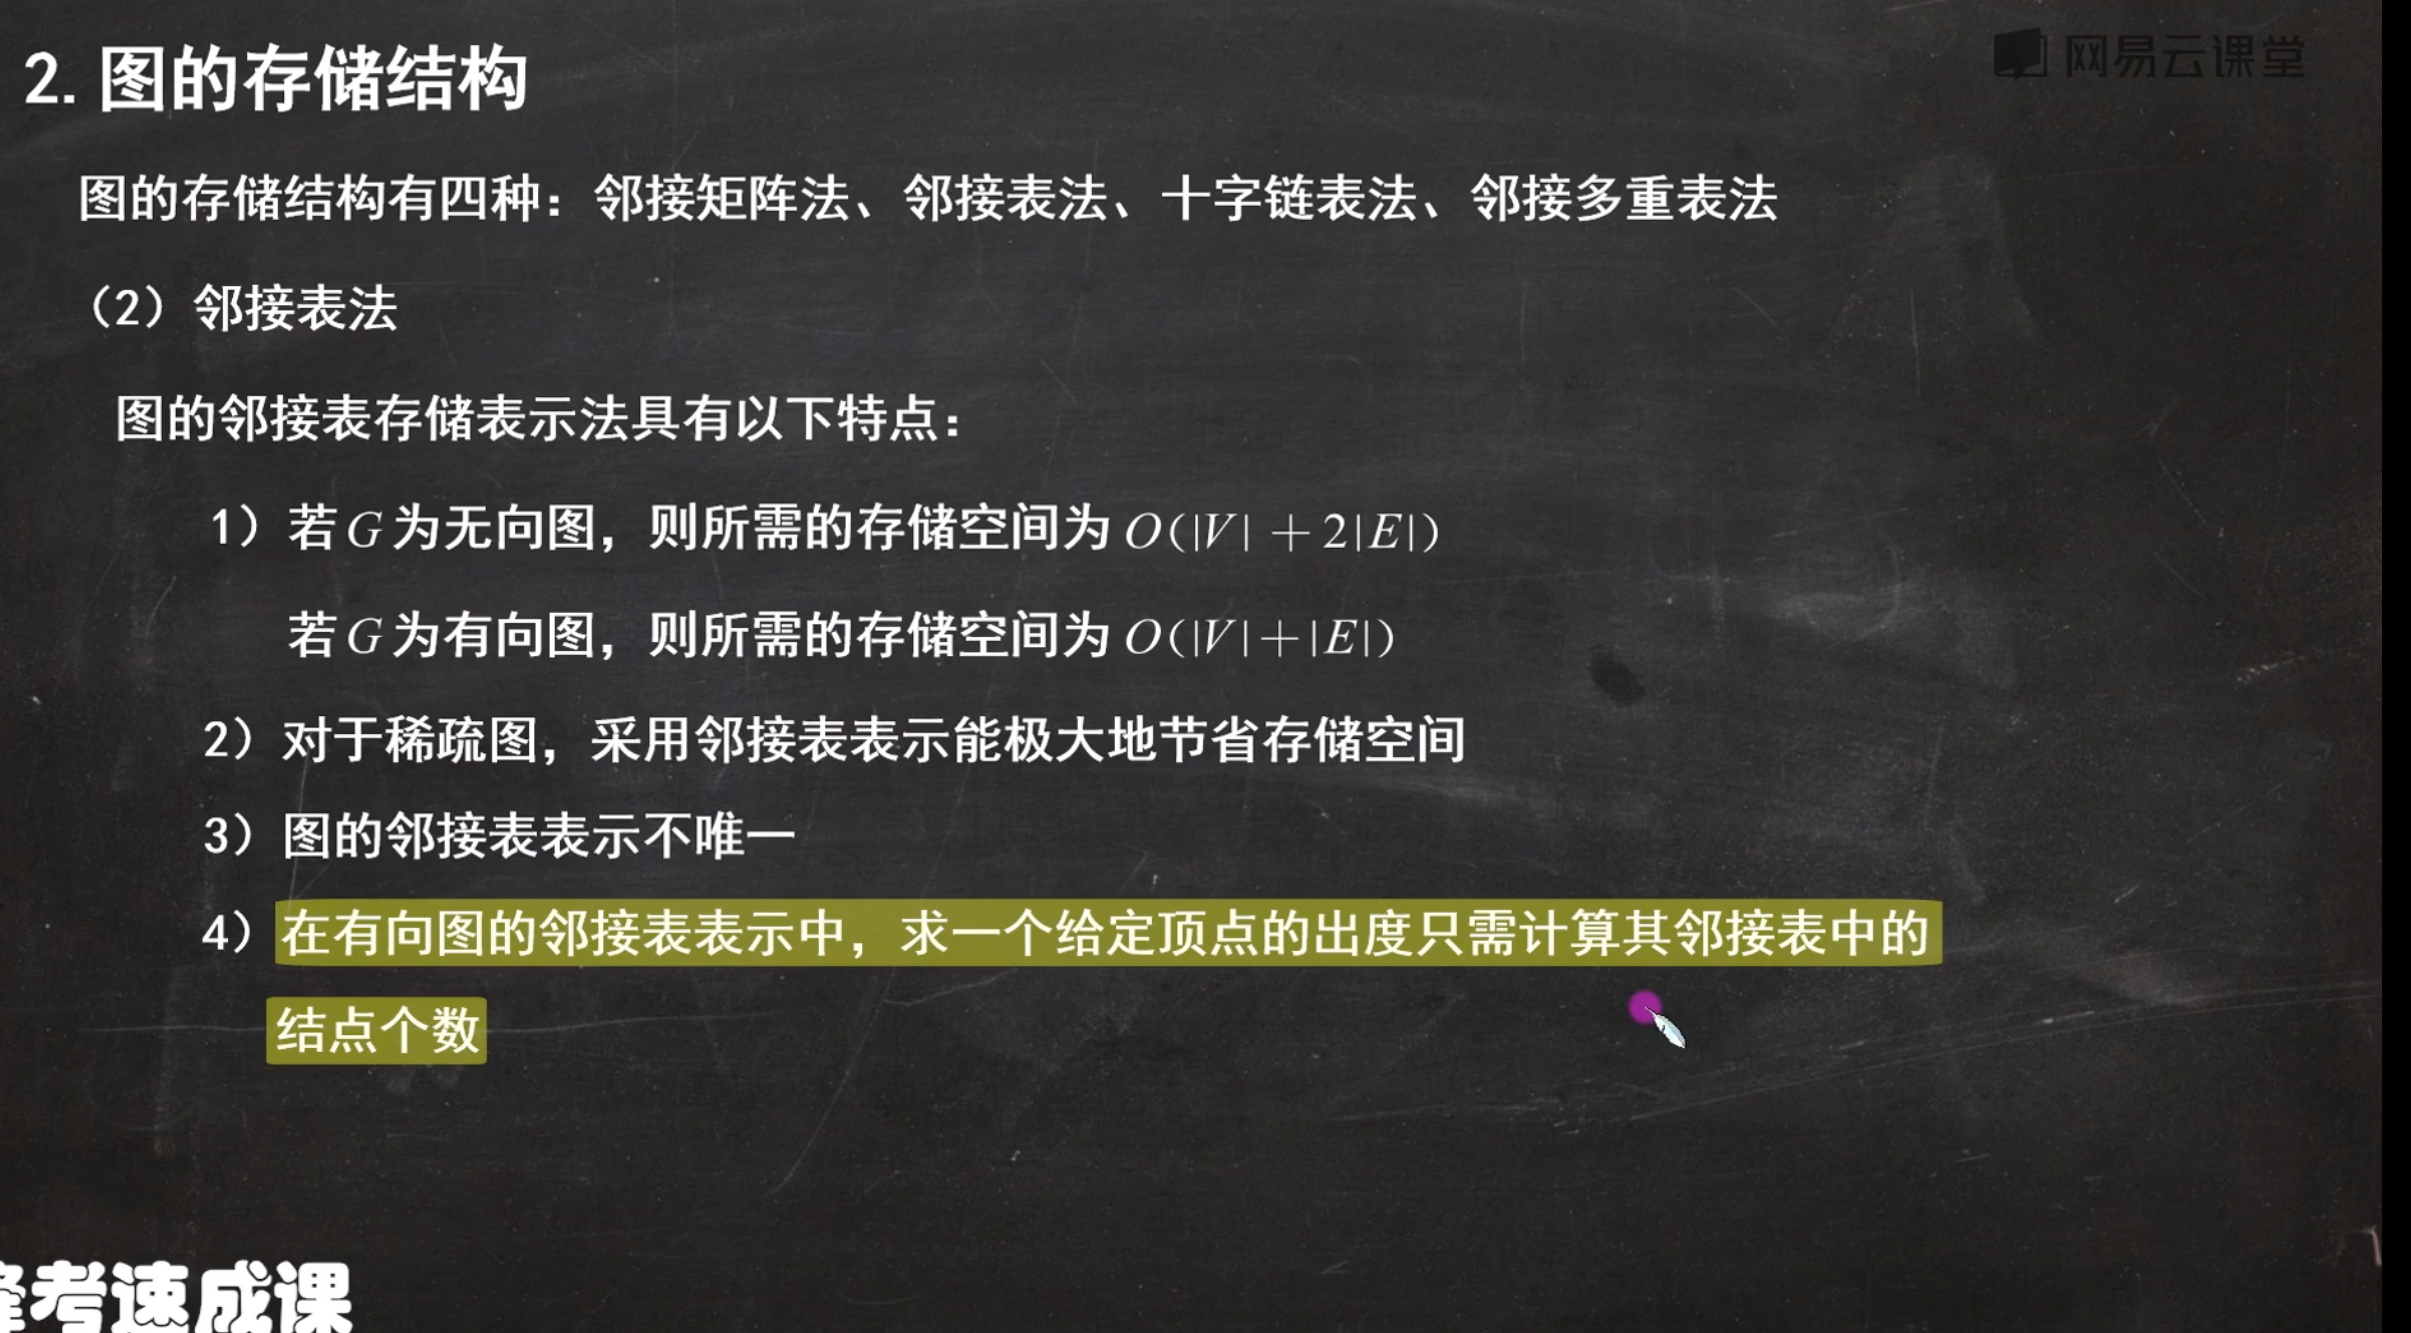 2. 图的存储结构
网易云课堂
图的存储结构有四种：邻接矩阵法、邻接表法、十字链表法、邻接多重表法
（2）邻接表法
图的邻接表存储表示法具有以下特点：
1）若G为无向图，则所需的存储空间为O(|V| + 2|E|)
若G为有向图，则所需的存储空间为O(|V|+|E|)
2）对于稀疏图，采用邻接表表示能极大地节省存储空间
3）图的邻接表表示不唯一
4）在有向图的邻接表表示中，求一个给定顶点的出度只需计算其邻接表中的
结点个数
考速成课